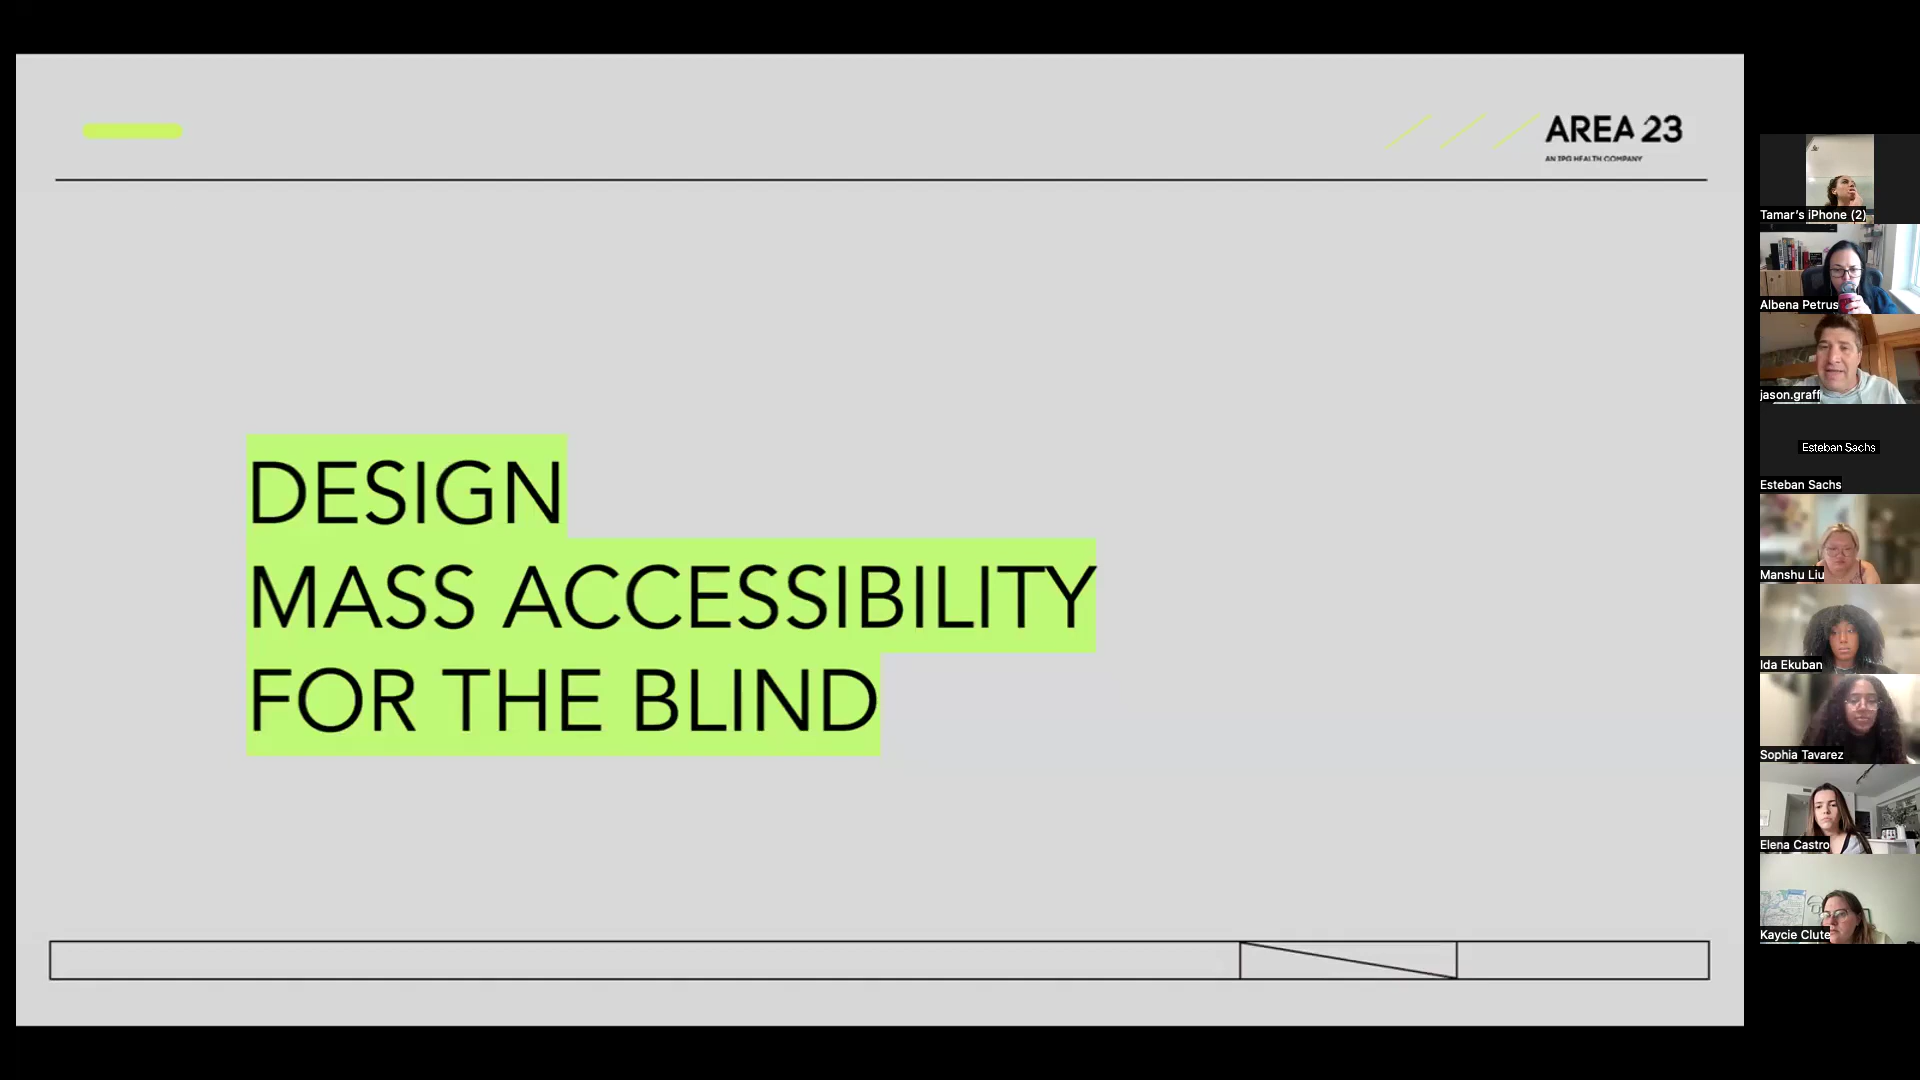 AREA 23
AN IPG HEALTH COMPANY
DESIGN
MASS ACCESSIBILITY
FOR THE BLIND
Tamar's iPhone (2)
Albena Petrus
jason.graff
Esteban Sachs
Esteban Sachs
Manshu Liu
Ida Ekuban
Sophia Tavarez
Elena Castro
Kaycie Clute